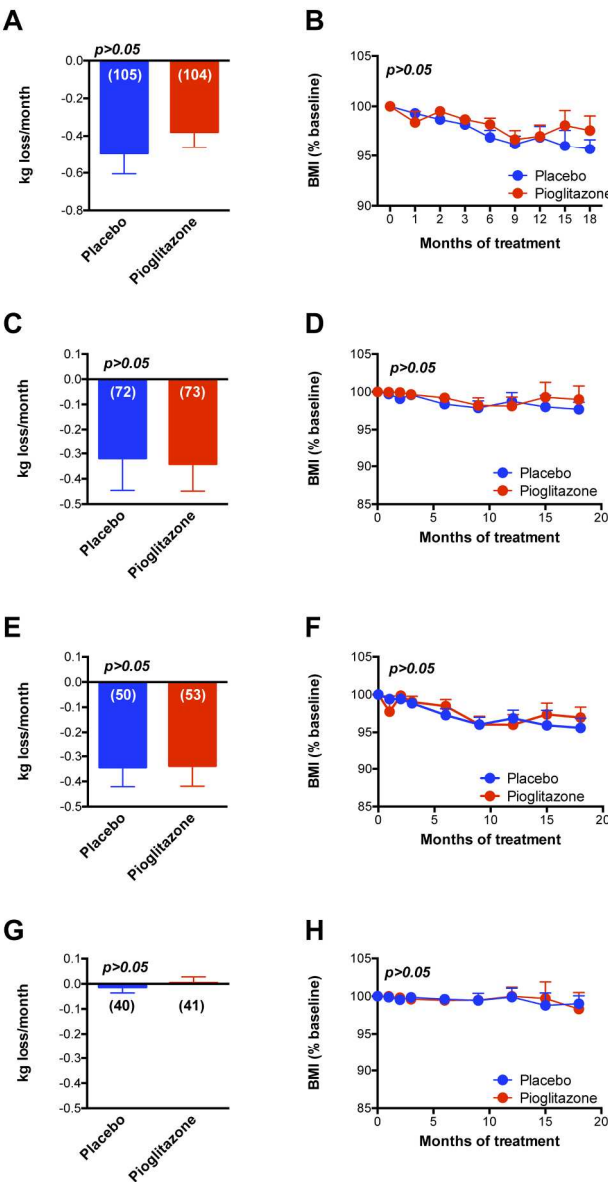 A
p>0.05
0.0
-0.2
-0.4
-0.6
-0.8
kg loss/month
(105)
(104)
Placebo
Pioglitazone
B
p>0.05
105
100
95
90
BMI (% baseline)
Placebo
Pioglitazone
0 1 2 3 6 9 12 15 18
Months of treatment
C
p>0.05
0.1
0.0
-0.1
-0.2
-0.3
-0.4
-0.5
kg loss/month
(72)
(73)
Placebo
Pioglitazone
D
p>0.05
105
100
95
90
85
BMI (% baseline)
Placebo
Pioglitazone
0 5 10 15 20
Months of treatment
E
p>0.05
0.1
0.0
-0.1
-0.2
-0.3
-0.4
-0.5
kg loss/month
(50)
(53)
Placebo
Pioglitazone
F
p>0.05
105
100
95
90
85
BMI (% baseline)
Placebo
Pioglitazone
0 5 10 15 20
Months of treatment
G
p>0.05
0.1
0.0
-0.1
-0.2
-0.3
-0.4
-0.5
kg loss/month
(40)
(41)
Placebo
Pioglitazone
H
p>0.05
105
100
95
90
85
BMI (% baseline)
Placebo
Pioglitazone
0 5 10 15 20
Months of treatment